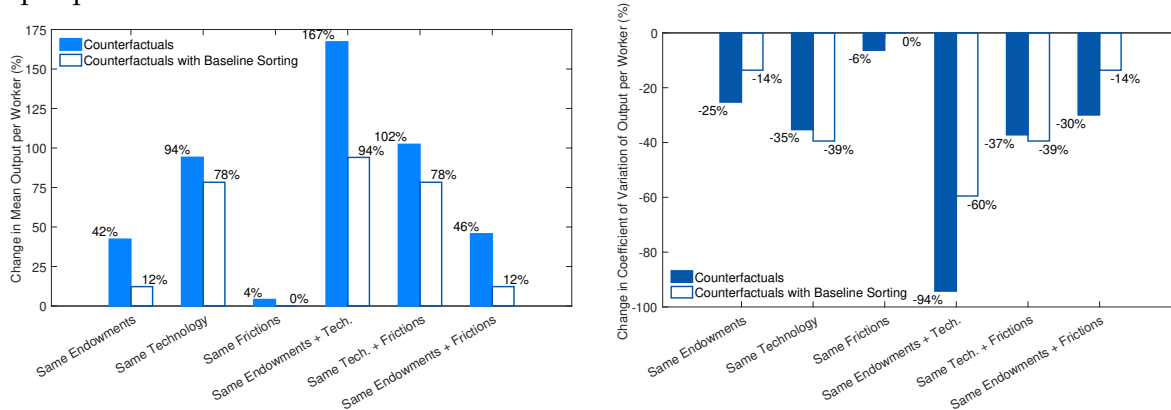 175
150
125
100
75
50
25
0
Change in Mean Output per Worker (%)
Counterfactuals
Counterfactuals with Baseline Sorting
42%
12%
94%
78%
4%
0%
167%
94%
102%
78%
46%
12%
Same Endowments
Same Technology
Same Frictions
Same Endowments + Tech.
Same Tech. + Frictions
Same Endowments + Frictions
0
-20
-40
-60
-80
-100
Change in Coefficient of Variation of Output per Worker (%)
-25%
-14%
-35%
-39%
-6%
0%
-94%
-60%
-37%
-39%
-30%
-14%
Counterfactuals
Counterfactuals with Baseline Sorting
Same Endowments
Same Technology
Same Frictions
Same Endowments + Tech.
Same Tech. + Frictions
Same Endowments + Frictions